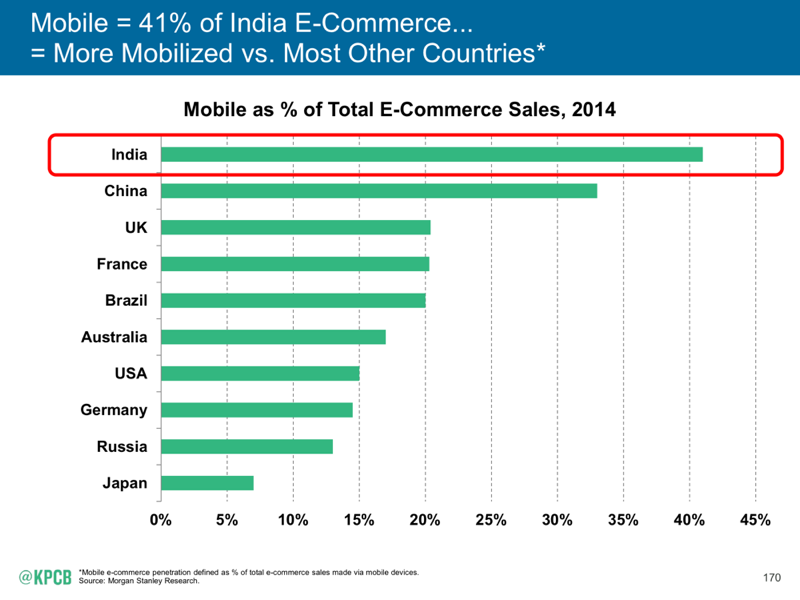 Mobile = 41% of India E-Commerce...
= More Mobilized vs. Most Other Countries*
Mobile as % of Total E-Commerce Sales, 2014
India
China
UK
France
Brazil
Australia
USA
Germany
Russia
Japan
0% 5% 10% 15% 20% 25% 30% 35% 40% 45%
@KPCB
*Mobile e-commerce penetration defined as % of total e-commerce sales made via mobile devices.
Source: Morgan Stanley Research.
170